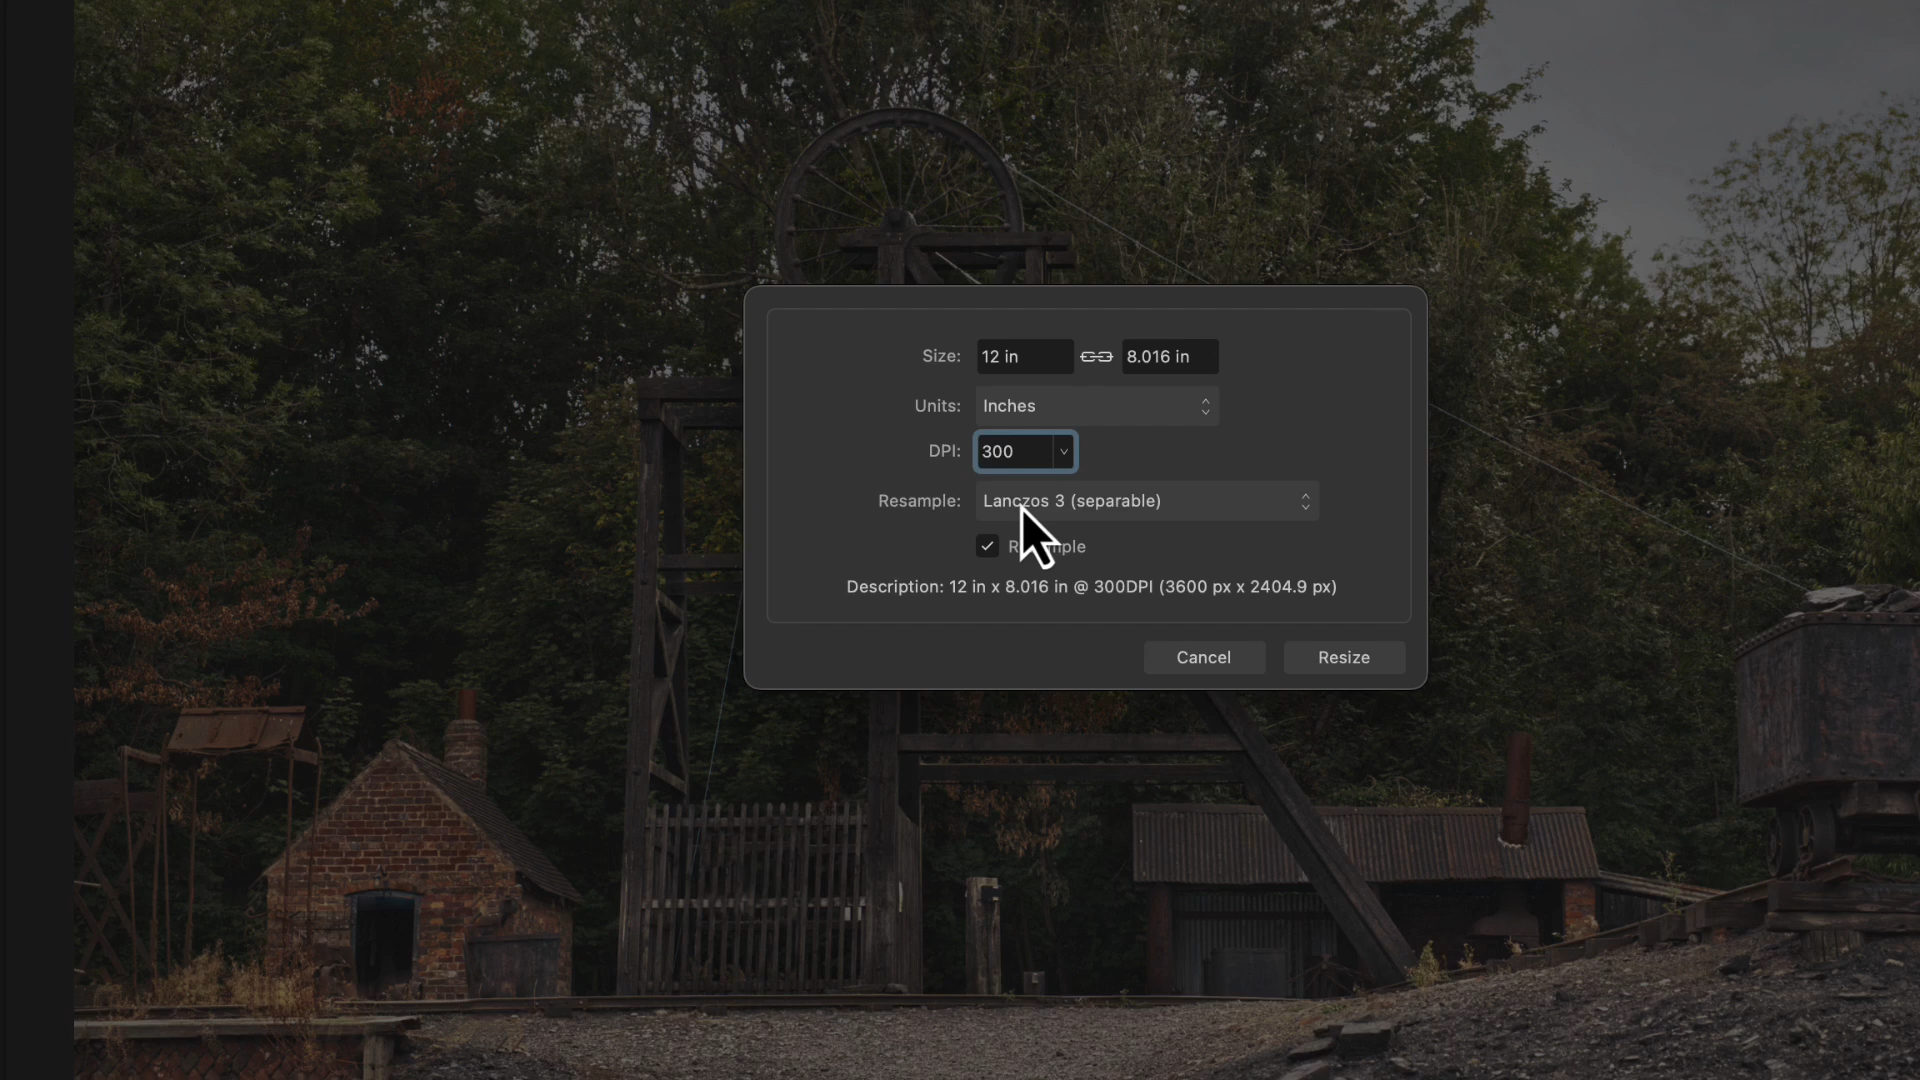 Size: 12 in 8.016 in
Units: Inches
DPI: 300
Resample: Lanczos 3 (separable)
Description: 12 in x 8.016 in @ 300DPI (3600 px x 2404.9 px)
Cancel Resize